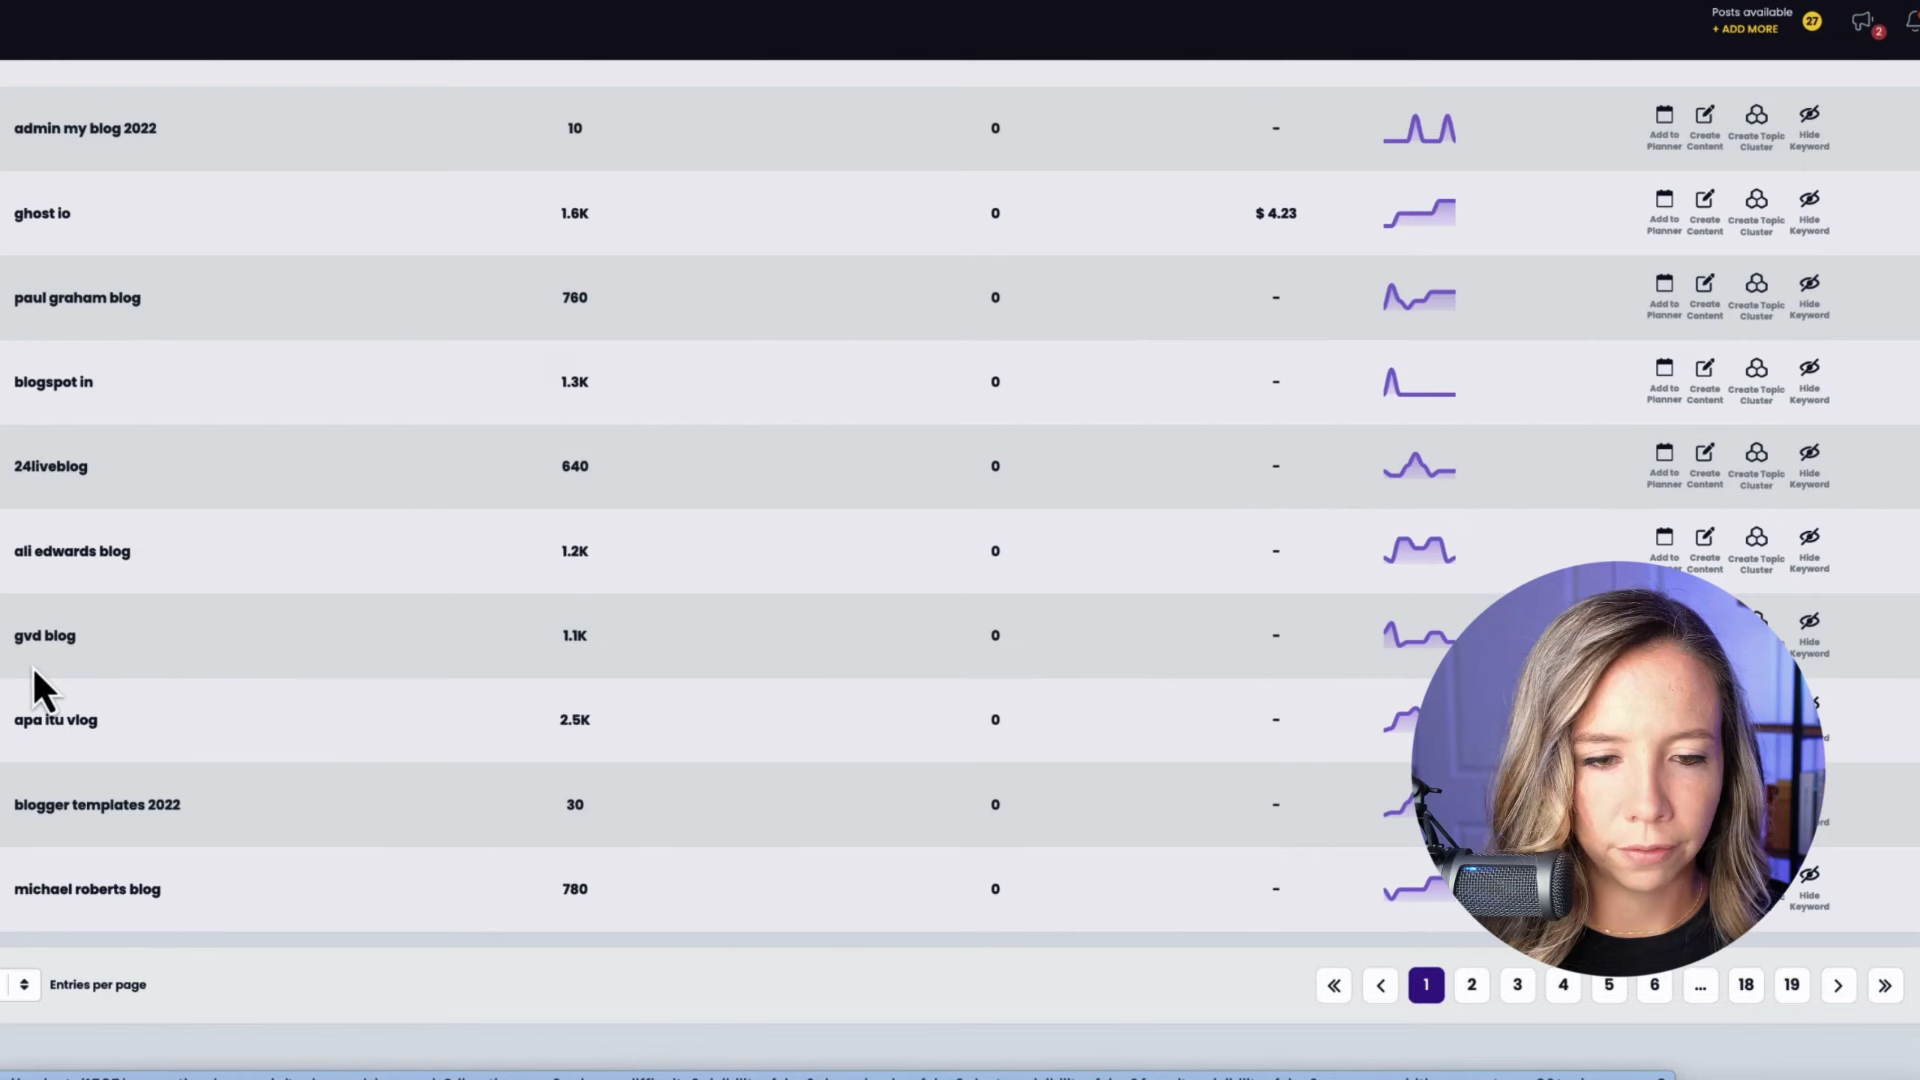 Posts available
+ ADD MORE
27
2
admin my blog 2022 10 0 -
Add to Planner Create Content Create Topic Cluster Hide Keyword
ghost io 1.6K 0 $ 4.23
Add to Planner Create Content Create Topic Cluster Hide Keyword
paul graham blog 760 0 -
Add to Planner Create Content Create Topic Cluster Hide Keyword
blogspot in 1.3K 0 -
Add to Planner Create Content Create Topic Cluster Hide Keyword
24liveblog 640 0 -
Add to Planner Create Content Create Topic Cluster Hide Keyword
ali edwards blog 1.2K 0 -
Add to Create Content Create Topic Cluster Hide Keyword
gvd blog 1.1K 0 -
Hide Keyword
apa itu vlog 2.5K 0 -
blogger templates 2022 30 0 -
michael roberts blog 780 0 -
Hide Keyword
Entries per page
1 2 3 4 5 6 ... 18 19